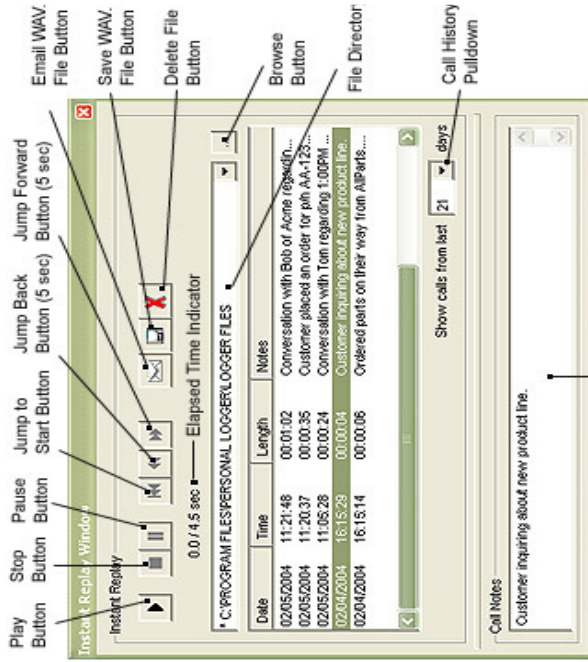 Play
Button
Stop
Button
Pause
Button
Jump to
Start Button
Jump Back
Button (5 sec)
Jump Forward
Button (5 sec)
Email WAV.
File Button
Save WAV.
File Button
Delete File
Button
Instant Replay Window
Instant Replay
0.0 / 4.5 sec
Elapsed Time Indicator
Browse
Button
* C:\PROGRAM FILES\PERSONAL LOGGER\LOGGER FILES
...
File Director
Date Time Length Notes
02/05/2004 11:21:48 00:01:02 Conversation with Bob of Acme regardin...
02/05/2004 11:20:37 00:00:35 Customer placed an order for p/n AA-123...
02/05/2004 11:05:28 00:00:24 Conversation with Tom regarding 1:00PM ...
02/04/2004 16:15:29 00:00:04 Customer inquiring about new product line.
02/04/2004 16:15:14 00:00:06 Ordered parts on their way from AllParts....
Show calls from last 21 days
Call History
Pulldown
Call Notes
Customer inquiring about new product line.